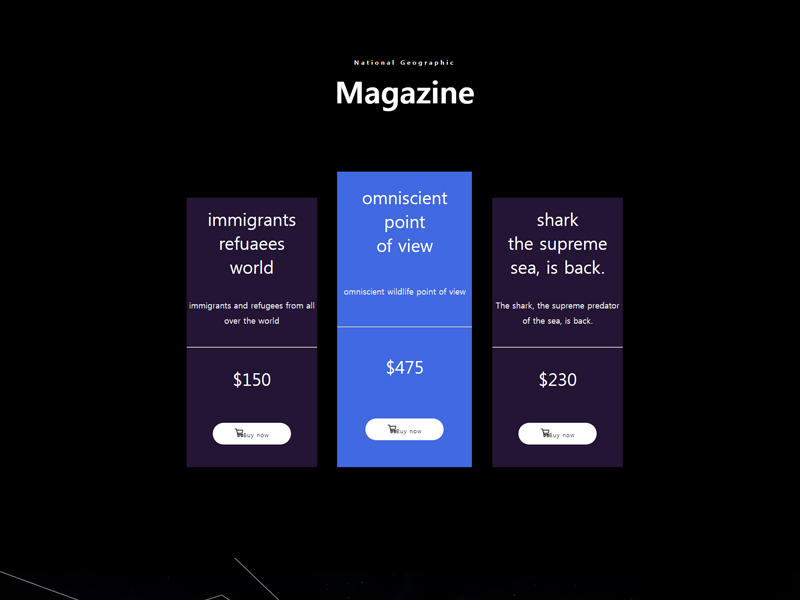 National Geographic
Magazine
immigrants
refuaees
world
immigrants and refugees from all
over the world
$150
Buy now
omniscient
point
of view
omniscient wildlife point of view
$475
Buy now
shark
the supreme
sea, is back.
The shark, the supreme predator
of the sea, is back.
$230
Buy now